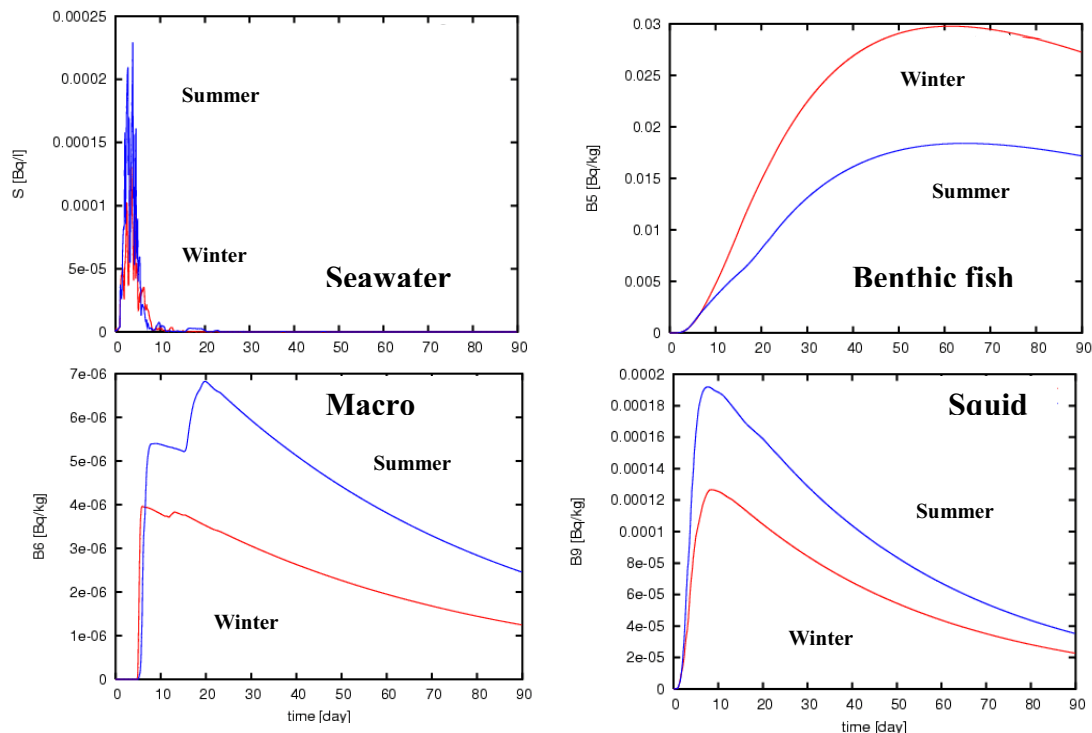 0.00025
0.0002
0.00015
0.0001
5e-05
0
S [Bq/l]
Summer
Winter
Seawater
0 10 20 30 40 50 60 70 80 90
0.03
0.025
0.02
0.015
0.01
0.005
0
B5 [Bq/kg]
Winter
Summer
Benthic fish
0 10 20 30 40 50 60 70 80 90
7e-06
6e-06
5e-06
4e-06
3e-06
2e-06
1e-06
0
B6 [Bq/kg]
Macro
Summer
Winter
0 10 20 30 40 50 60 70 80 90
time [day]
0.0002
0.00018
0.00016
0.00014
0.00012
0.0001
8e-05
6e-05
4e-05
2e-05
0
B9 [Bq/kg]
Squid
Summer
Winter
0 10 20 30 40 50 60 70 80 90
time [day]